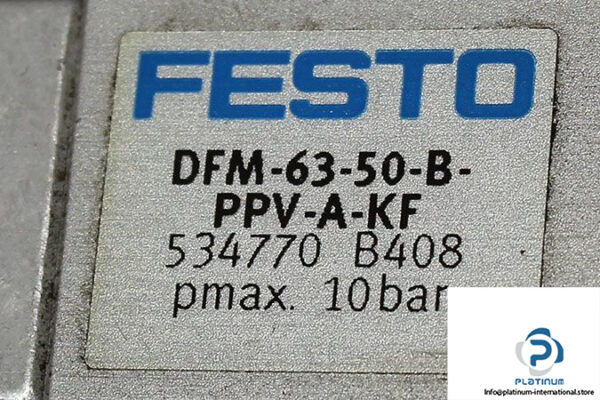 FESTO
DFM-63-50-B-
PPV-A-KF
534770 B408
pmax. 10bar
PLATINUM
Info@platinum-international.store